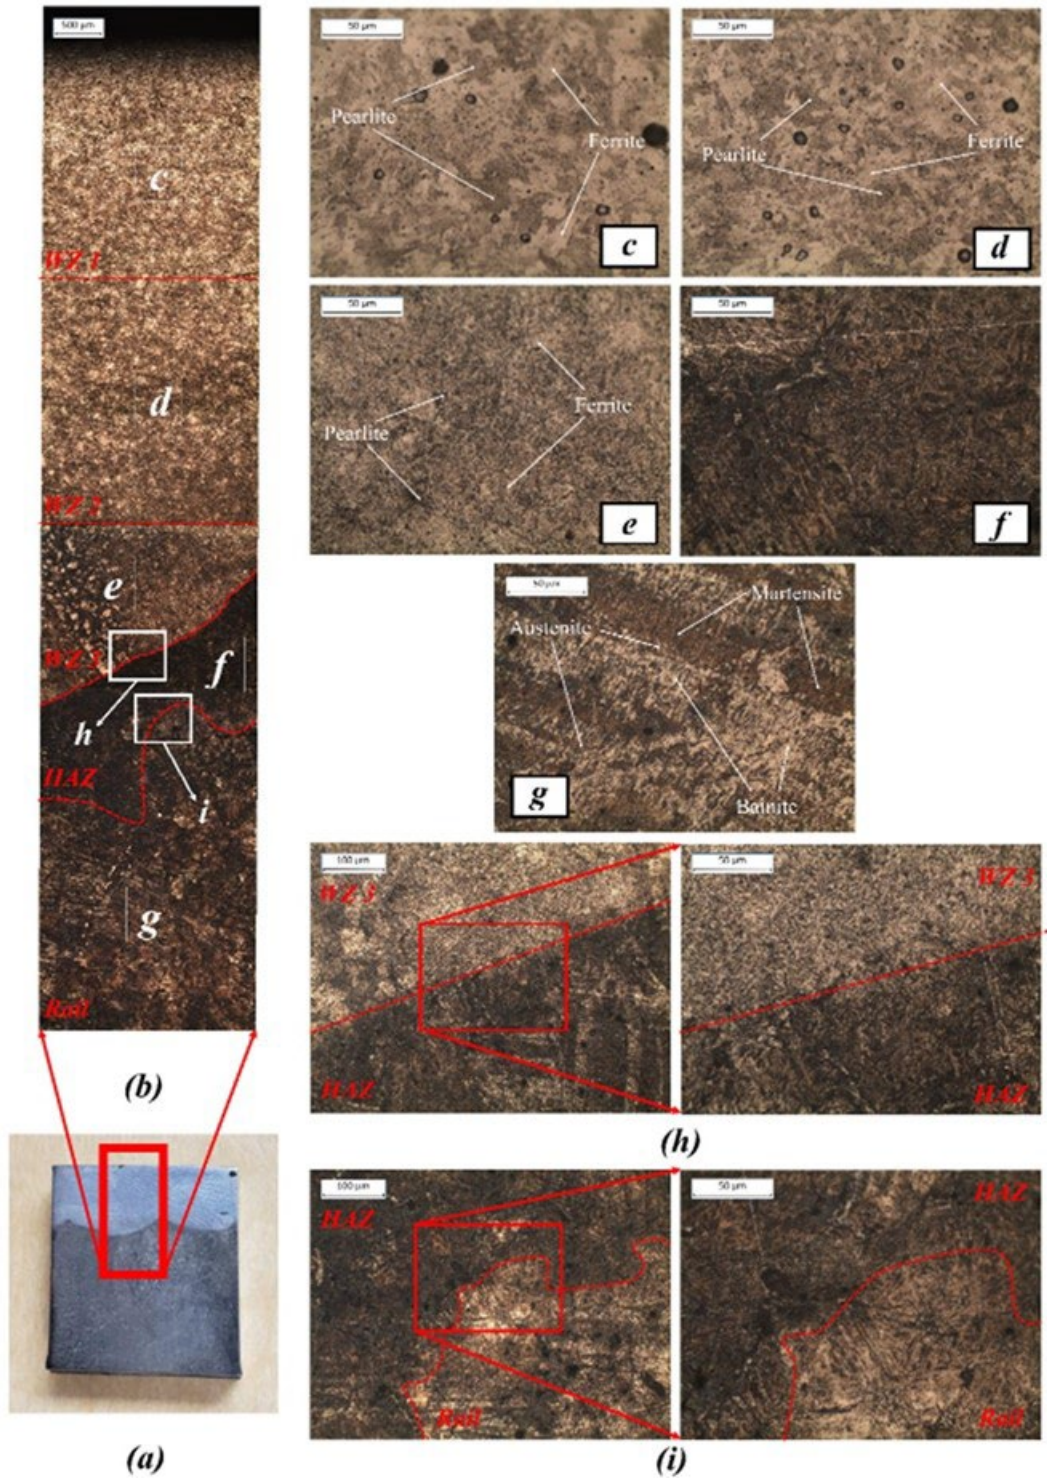 500 µm
c
WZ 1
d
WZ 2
e
WZ 3
f
h
HAZ
i
g
Rail
(b)
(a)
50 µm
Pearlite
Ferrite
c
50 µm
Pearlite
Ferrite
d
50 µm
Pearlite
Ferrite
e
50 µm
f
50 µm
Martensite
Austenite
Bainite
g
100 µm
WZ 3
HAZ
50 µm
WZ 3
HAZ
(h)
100 µm
HAZ
Rail
50 µm
HAZ
Rail
(i)